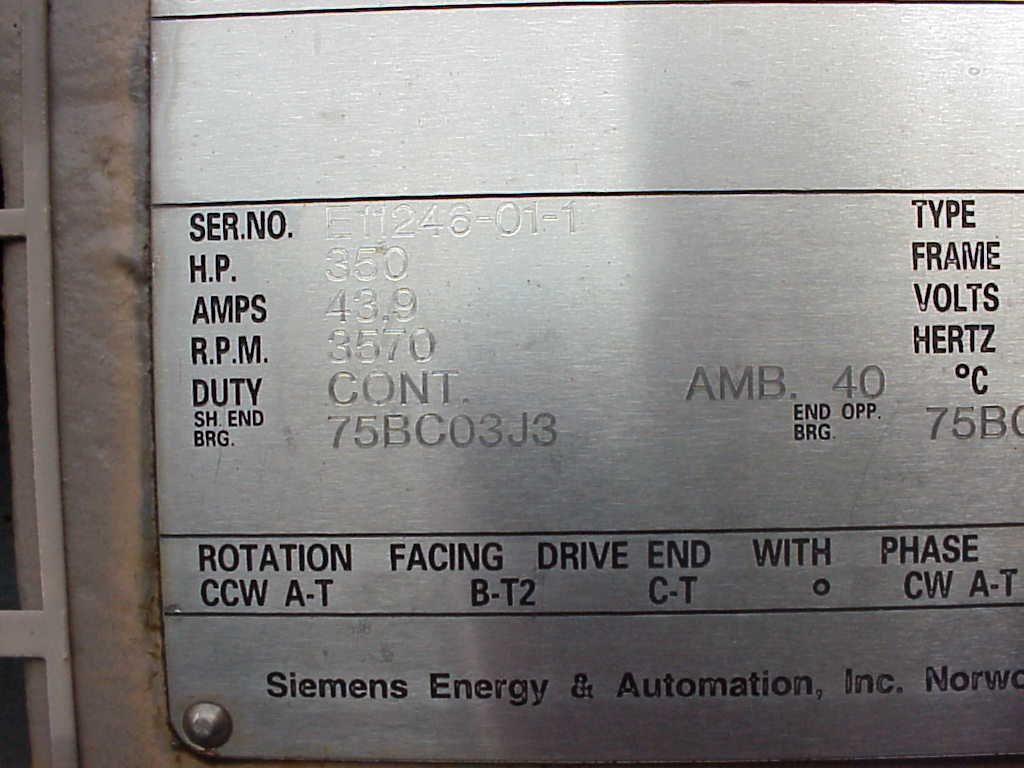 SER.NO. E11246-01-1 TYPE
H.P. 350 FRAME
AMPS 43.9 VOLTS
R.P.M. 3570 HERTZ
DUTY CONT. AMB. 40 °C
SH. END BRG. 75BC03J3 END OPP. BRG. 75BC
ROTATION FACING DRIVE END WITH PHASE
CCW A-T B-T2 C-T o CW A-T
Siemens Energy & Automation, Inc. Norwo